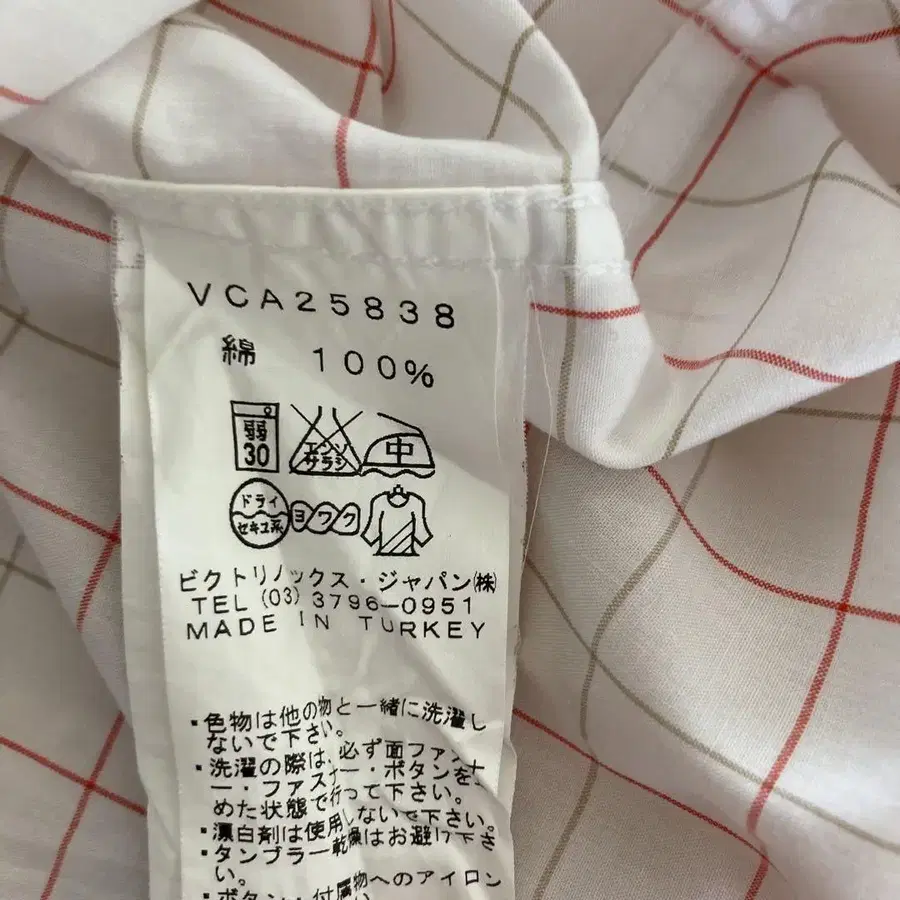 VCA25838
綿 100%
弱 30
エンソ サラシ
中
ドライ セキユ系
ヨワク
ビクトリノックス・ジャパン(株)
TEL (03) 3796-0951
MADE IN TURKEY
・色物は他の物と一緒に洗濯し
ないで下さい。
・洗濯の際は、必ず面ファスナ
ー・ファスナー・ボタンを
めた状態で行って下さい。
・漂白剤は使用しないで下さい。
・タンブラー乾燥はお避け下さ
い。
・ボタン・付属物へのアイロン